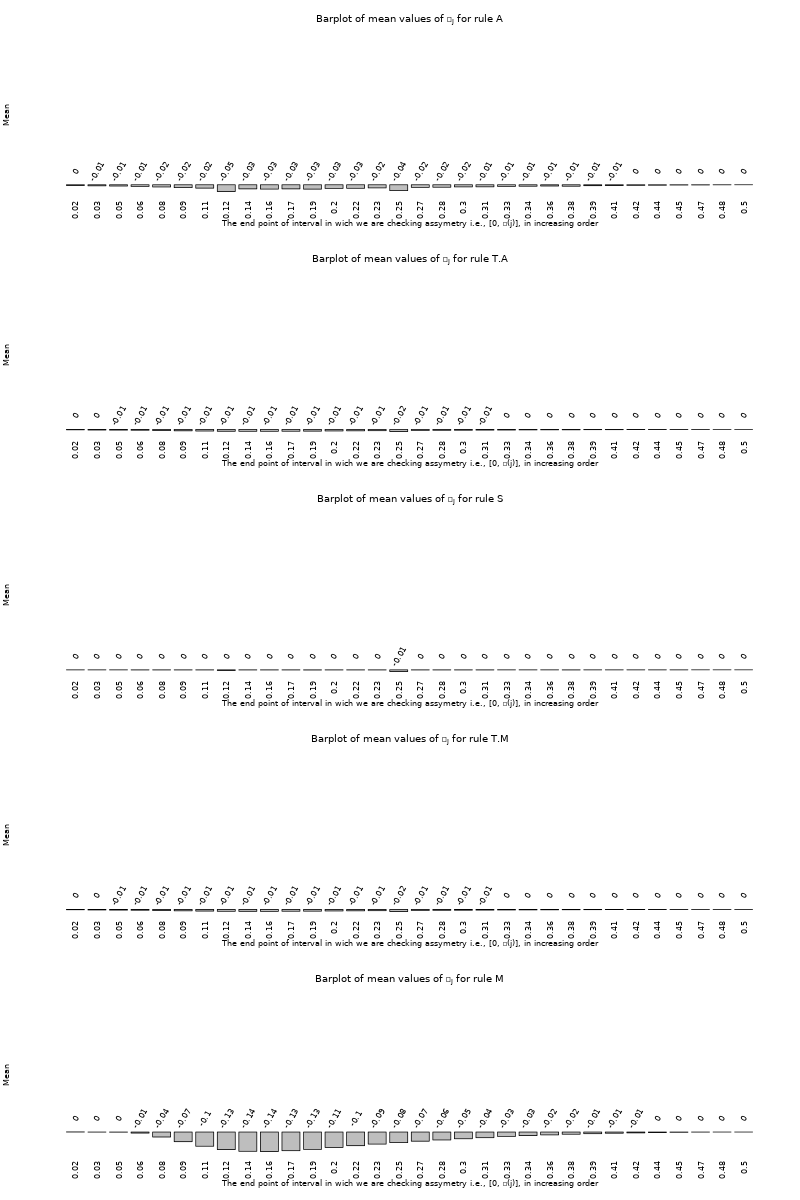 Barplot of mean values of □j for rule A
Mean
0 -0.01 -0.01 -0.01 -0.02 -0.02 -0.02 -0.05 -0.03 -0.03 -0.03 -0.03 -0.03 -0.03 -0.02 -0.04 -0.02 -0.02 -0.02 -0.01 -0.01 -0.01 -0.01 -0.01 -0.01 -0.01 0 0 0 0 0 0
0.02 0.03 0.05 0.06 0.08 0.09 0.11 0.12 0.14 0.16 0.17 0.19 0.2 0.22 0.23 0.25 0.27 0.28 0.3 0.31 0.33 0.34 0.36 0.38 0.39 0.41 0.42 0.44 0.45 0.47 0.48 0.5
The end point of interval in wich we are checking assymetry i.e., [0, □(j)], in increasing order
Barplot of mean values of □j for rule T.A
Mean
0 0 -0.01 -0.01 -0.01 -0.01 -0.01 -0.01 -0.01 -0.01 -0.01 -0.01 -0.01 -0.01 -0.01 -0.02 -0.01 -0.01 -0.01 -0.01 0 0 0 0 0 0 0 0 0 0 0 0
0.02 0.03 0.05 0.06 0.08 0.09 0.11 0.12 0.14 0.16 0.17 0.19 0.2 0.22 0.23 0.25 0.27 0.28 0.3 0.31 0.33 0.34 0.36 0.38 0.39 0.41 0.42 0.44 0.45 0.47 0.48 0.5
The end point of interval in wich we are checking assymetry i.e., [0, □(j)], in increasing order
Barplot of mean values of □j for rule S
Mean
0 0 0 0 0 0 0 0 0 0 0 0 0 0 0 -0.01 0 0 0 0 0 0 0 0 0 0 0 0 0 0 0 0
0.02 0.03 0.05 0.06 0.08 0.09 0.11 0.12 0.14 0.16 0.17 0.19 0.2 0.22 0.23 0.25 0.27 0.28 0.3 0.31 0.33 0.34 0.36 0.38 0.39 0.41 0.42 0.44 0.45 0.47 0.48 0.5
The end point of interval in wich we are checking assymetry i.e., [0, □(j)], in increasing order
Barplot of mean values of □j for rule T.M
Mean
0 0 -0.01 -0.01 -0.01 -0.01 -0.01 -0.01 -0.01 -0.01 -0.01 -0.01 -0.01 -0.01 -0.01 -0.02 -0.01 -0.01 -0.01 -0.01 0 0 0 0 0 0 0 0 0 0 0 0
0.02 0.03 0.05 0.06 0.08 0.09 0.11 0.12 0.14 0.16 0.17 0.19 0.2 0.22 0.23 0.25 0.27 0.28 0.3 0.31 0.33 0.34 0.36 0.38 0.39 0.41 0.42 0.44 0.45 0.47 0.48 0.5
The end point of interval in wich we are checking assymetry i.e., [0, □(j)], in increasing order
Barplot of mean values of □j for rule M
Mean
0 0 0 -0.01 -0.04 -0.07 -0.1 -0.13 -0.14 -0.14 -0.13 -0.13 -0.11 -0.1 -0.09 -0.08 -0.07 -0.06 -0.05 -0.04 -0.03 -0.03 -0.02 -0.02 -0.01 -0.01 -0.01 0 0 0 0 0
0.02 0.03 0.05 0.06 0.08 0.09 0.11 0.12 0.14 0.16 0.17 0.19 0.2 0.22 0.23 0.25 0.27 0.28 0.3 0.31 0.33 0.34 0.36 0.38 0.39 0.41 0.42 0.44 0.45 0.47 0.48 0.5
The end point of interval in wich we are checking assymetry i.e., [0, □(j)], in increasing order